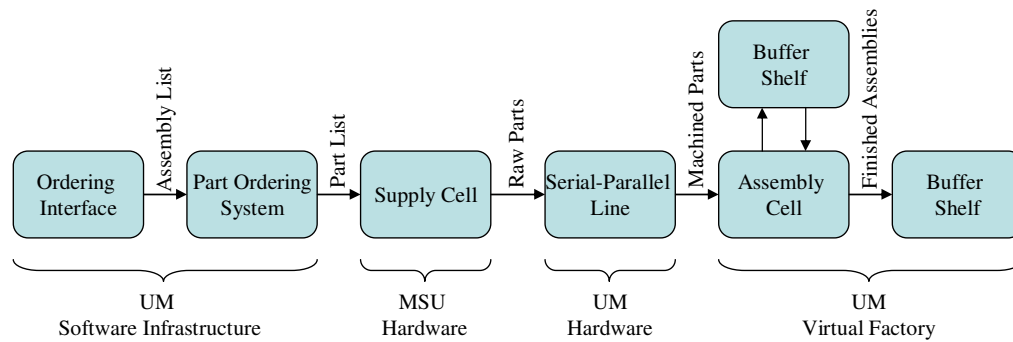 Buffer
Shelf
Assembly List
Part List
Raw Parts
Machined Parts
Finished Assemblies
Ordering
Interface
Part Ordering
System
Supply Cell
Serial-Parallel
Line
Assembly
Cell
Buffer
Shelf
UM
Software Infrastructure
MSU
Hardware
UM
Hardware
UM
Virtual Factory